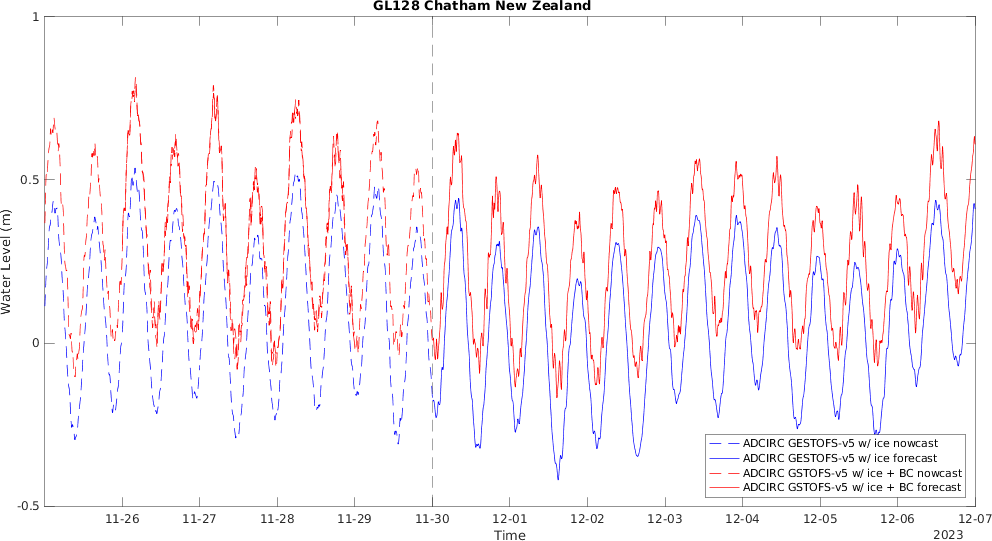 GL128 Chatham New Zealand
Water Level (m)
1
0.5
0
-0.5
ADCIRC GESTOFS-v5 w/ ice nowcast
ADCIRC GESTOFS-v5 w/ ice forecast
ADCIRC GSTOFS-v5 w/ ice + BC nowcast
ADCIRC GSTOFS-v5 w/ ice + BC forecast
11-26 11-27 11-28 11-29 11-30 12-01 12-02 12-03 12-04 12-05 12-06 12-07
Time
2023